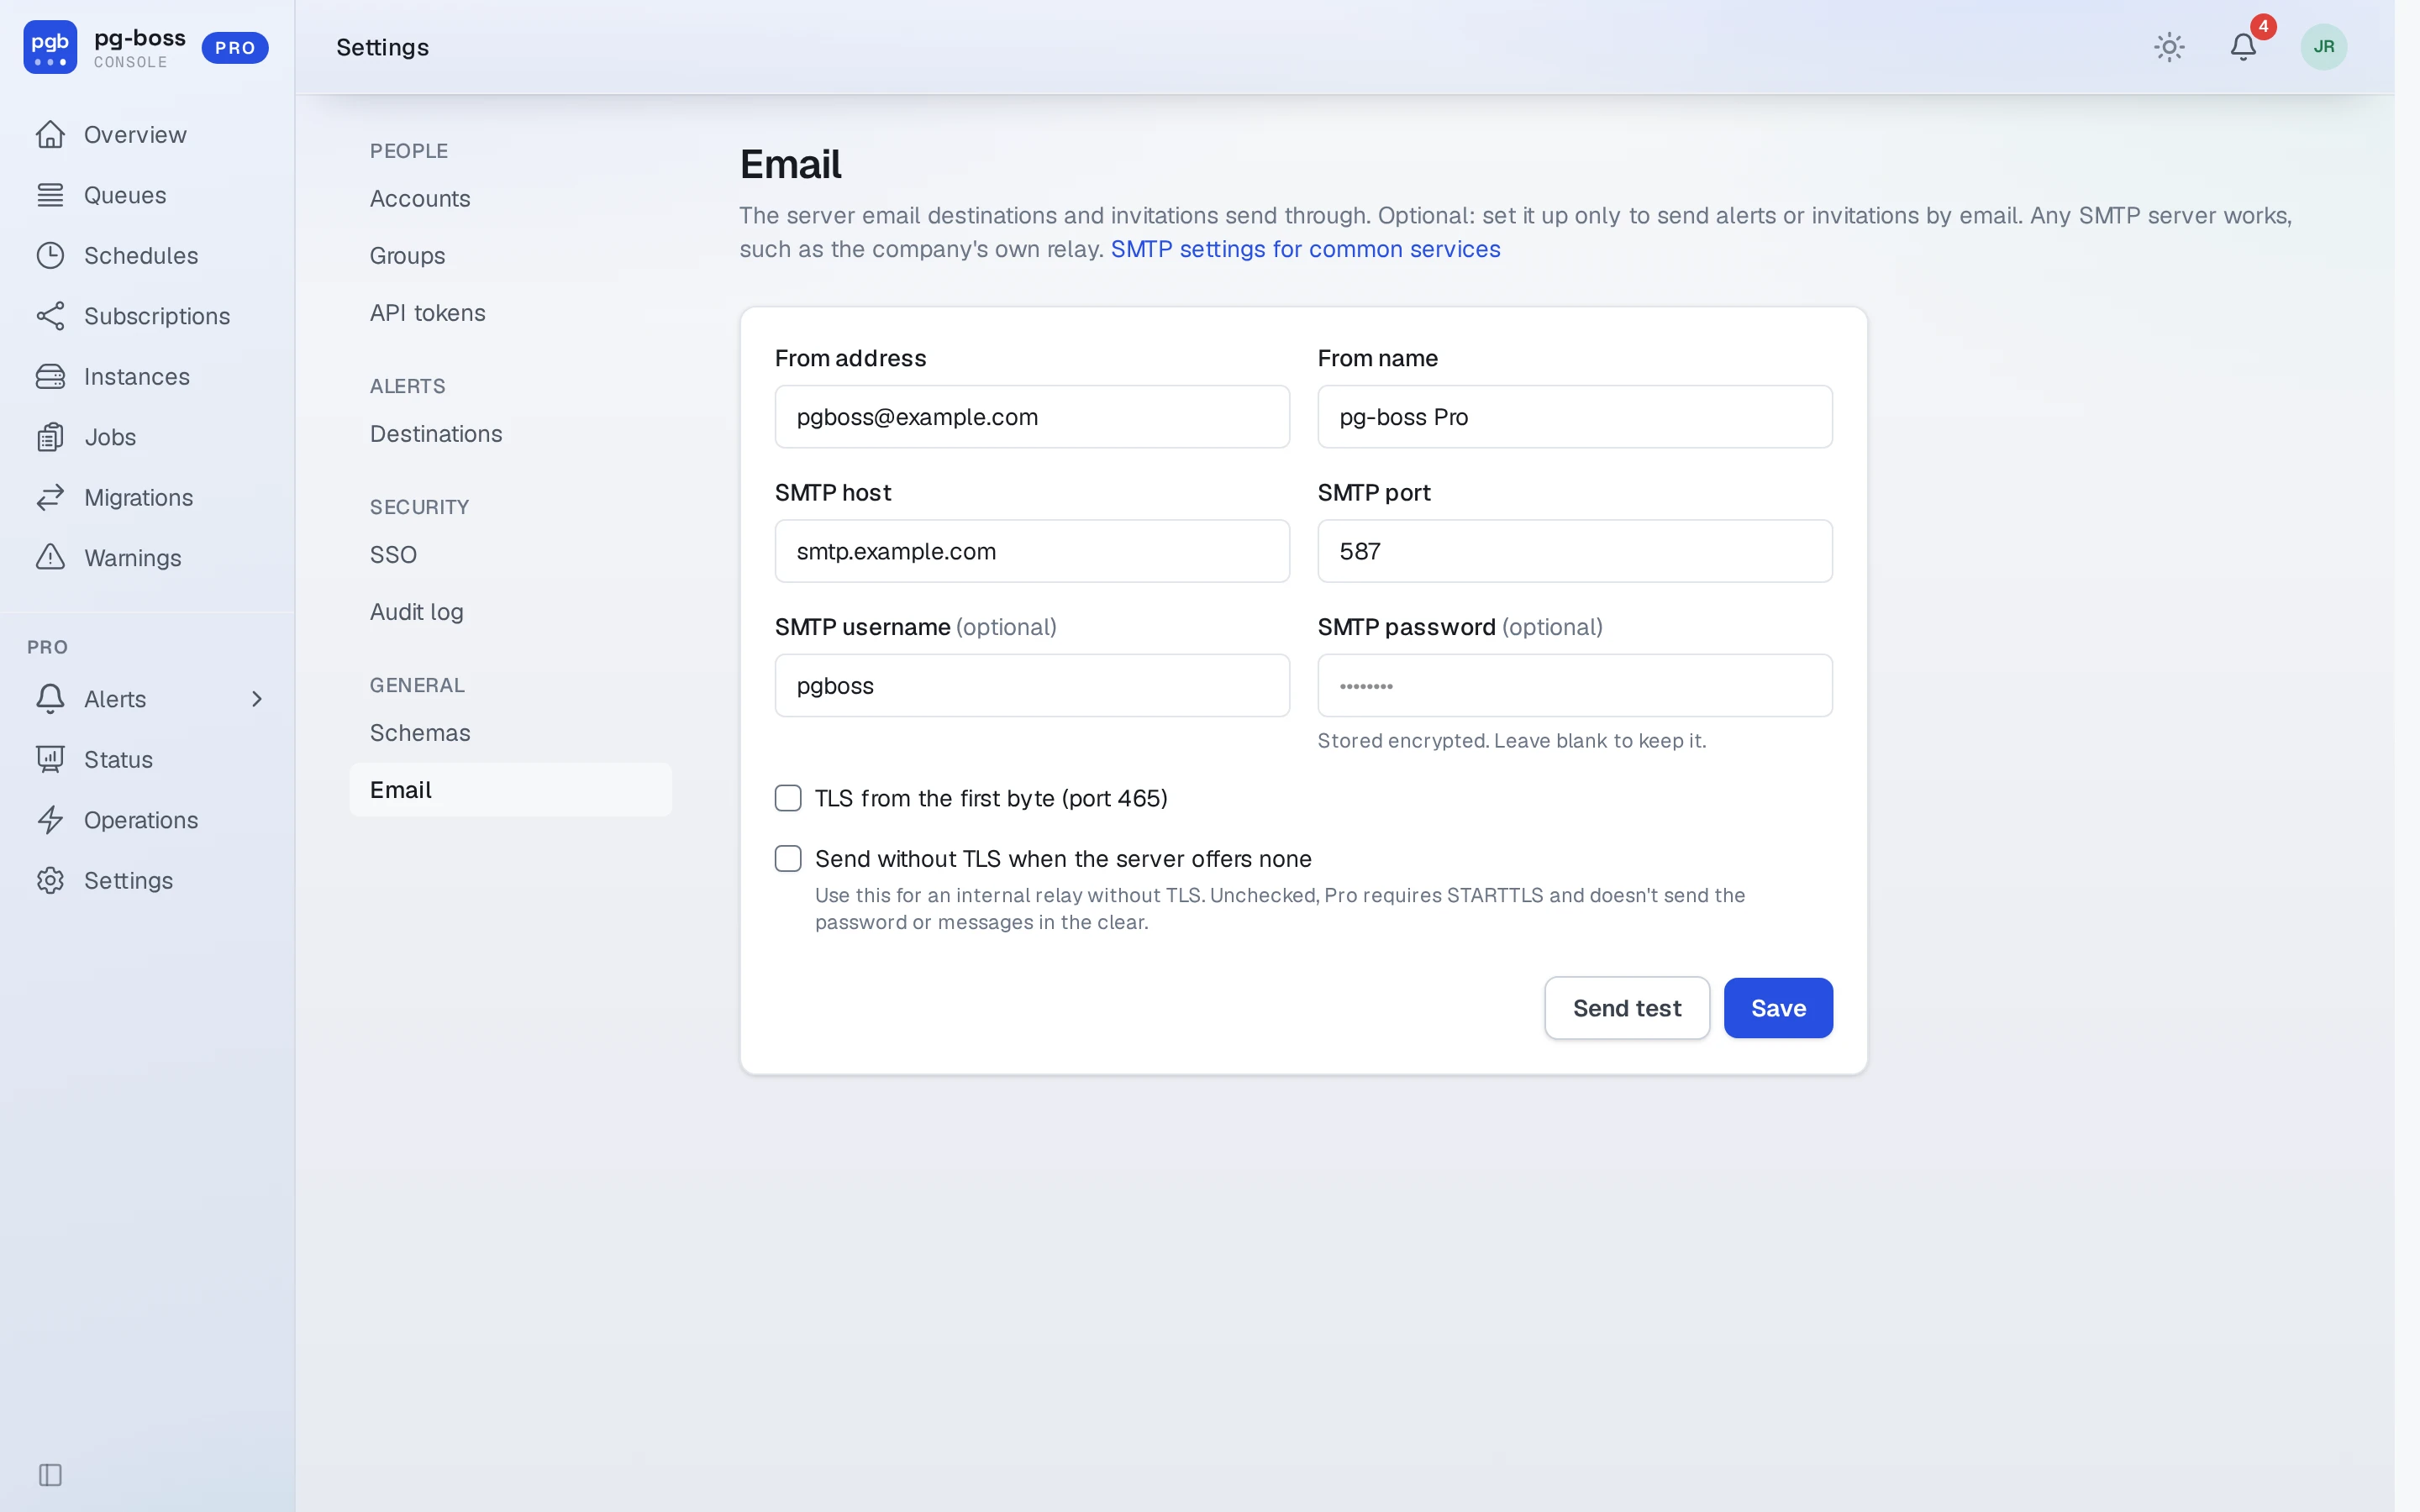 pgb
pg-boss
CONSOLE
PRO
Overview
Queues
Schedules
Subscriptions
Instances
Jobs
Migrations
Warnings
PRO
Alerts
Status
Operations
Settings
Settings
4
JR
PEOPLE
Accounts
Groups
API tokens
ALERTS
Destinations
SECURITY
SSO
Audit log
GENERAL
Schemas
Email
Email
The server email destinations and invitations send through. Optional: set it up only to send alerts or invitations by email. Any SMTP server works,
such as the company's own relay. SMTP settings for common services
From address
From name
pgboss@example.com
pg-boss Pro
SMTP host
SMTP port
smtp.example.com
587
SMTP username (optional)
SMTP password (optional)
pgboss
••••••••
Stored encrypted. Leave blank to keep it.
TLS from the first byte (port 465)
Send without TLS when the server offers none
Use this for an internal relay without TLS. Unchecked, Pro requires STARTTLS and doesn't send the
password or messages in the clear.
Send test
Save